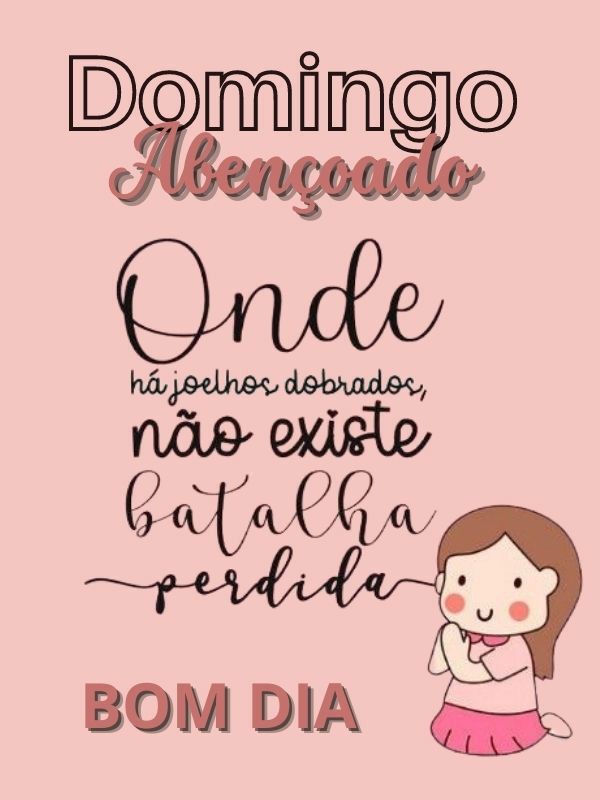 Domingo
Abençoado
Onde
há joelhos dobrados,
não existe
batalha
perdida
BOM DIA